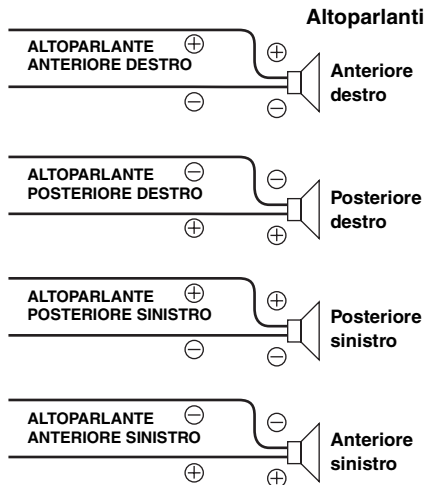 Altoparlanti
ALTOPARLANTE ⊕ ⊕
ANTERIORE DESTRO
Anteriore
destro
⊖ ⊖
ALTOPARLANTE ⊖ ⊖
POSTERIORE DESTRO
Posteriore
destro
⊕ ⊕
ALTOPARLANTE ⊕ ⊕
POSTERIORE SINISTRO
Posteriore
sinistro
⊖ ⊖
ALTOPARLANTE ⊖ ⊖
ANTERIORE SINISTRO
Anteriore
sinistro
⊕ ⊕